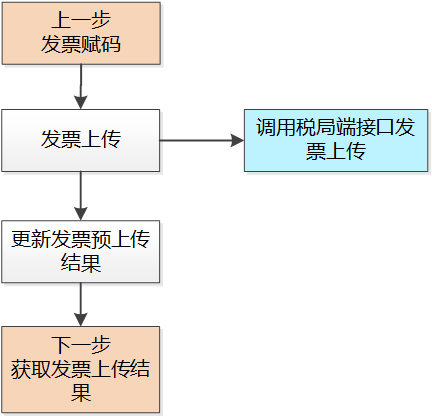 上一步
发票赋码
发票上传
调用税局端接口发
票上传
更新发票预上传
结果
下一步
获取发票上传结
果